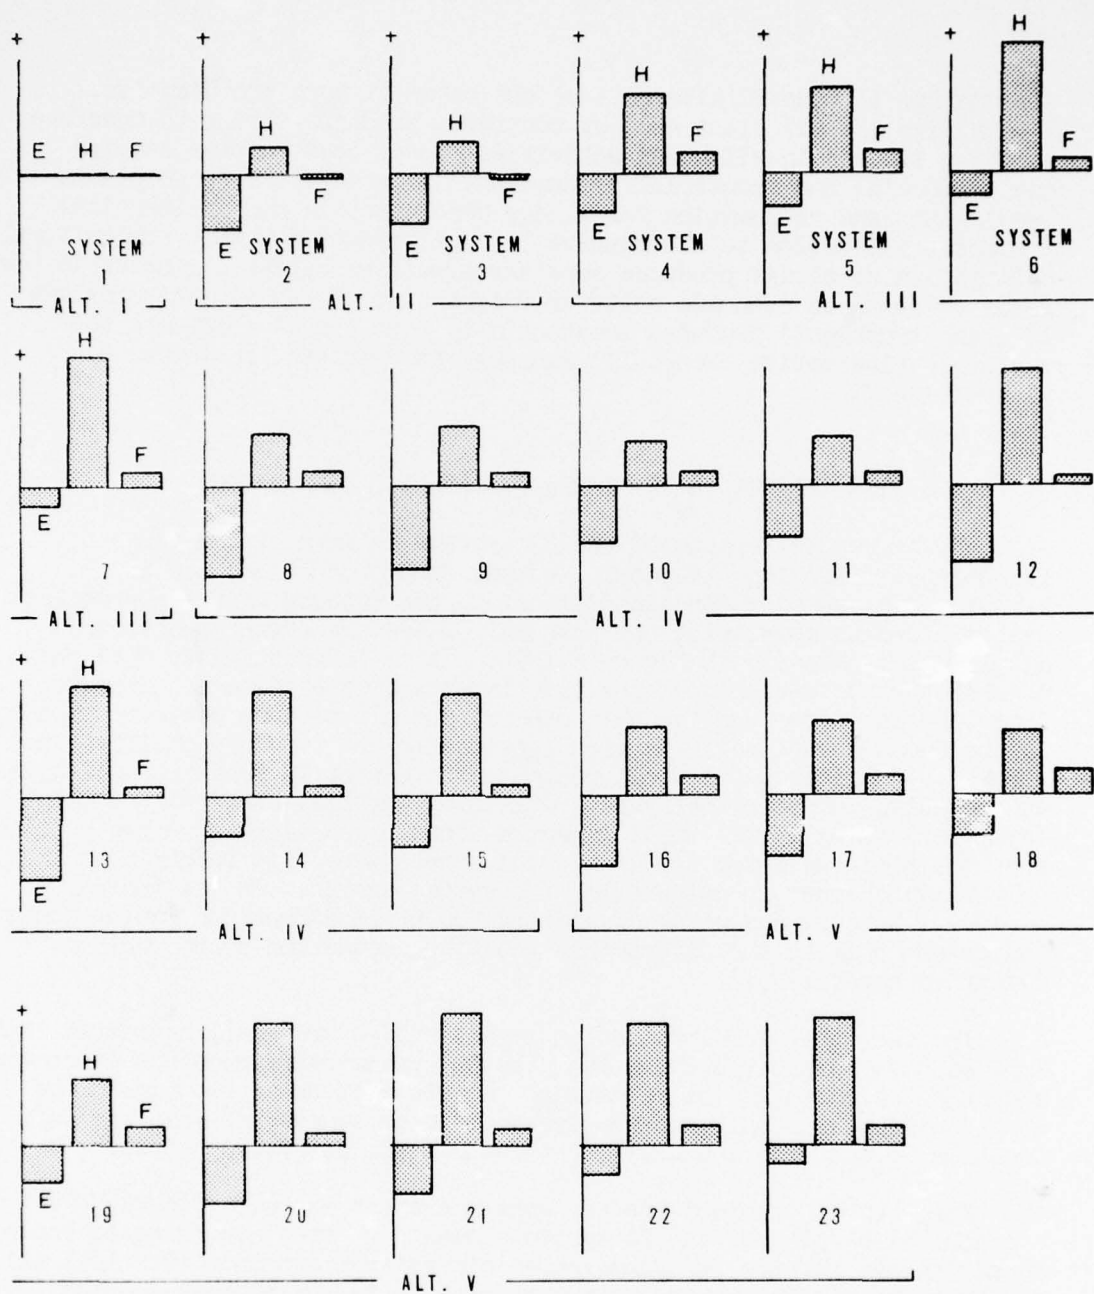 + + + + + +
H
H
H
H
H
E H F
F
F
F
F
F
E
E
E
E
E
SYSTEM 1
SYSTEM 2
SYSTEM 3
SYSTEM 4
SYSTEM 5
SYSTEM 6
ALT. I
ALT. II
ALT. III
+
H
F
E
7 8 9 10 11 12
ALT. III
ALT. IV
+
H
F
13 14 15 16 17 18
E
ALT. IV
ALT. V
+
H
F
E
19 20 21 22 23
ALT. V